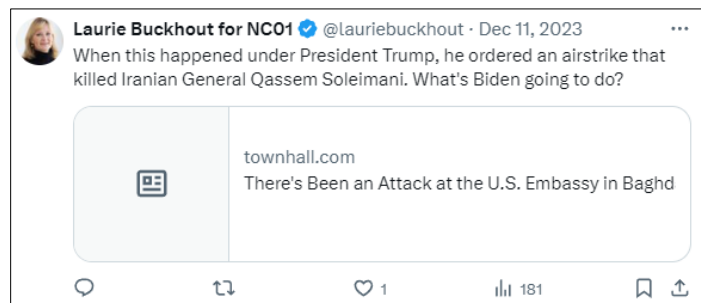 Laurie Buckhout for NC01 @lauriebuckhout · Dec 11, 2023
When this happened under President Trump, he ordered an airstrike that
killed Iranian General Qassem Soleimani. What's Biden going to do?
townhall.com
There's Been an Attack at the U.S. Embassy in Baghd
1
181